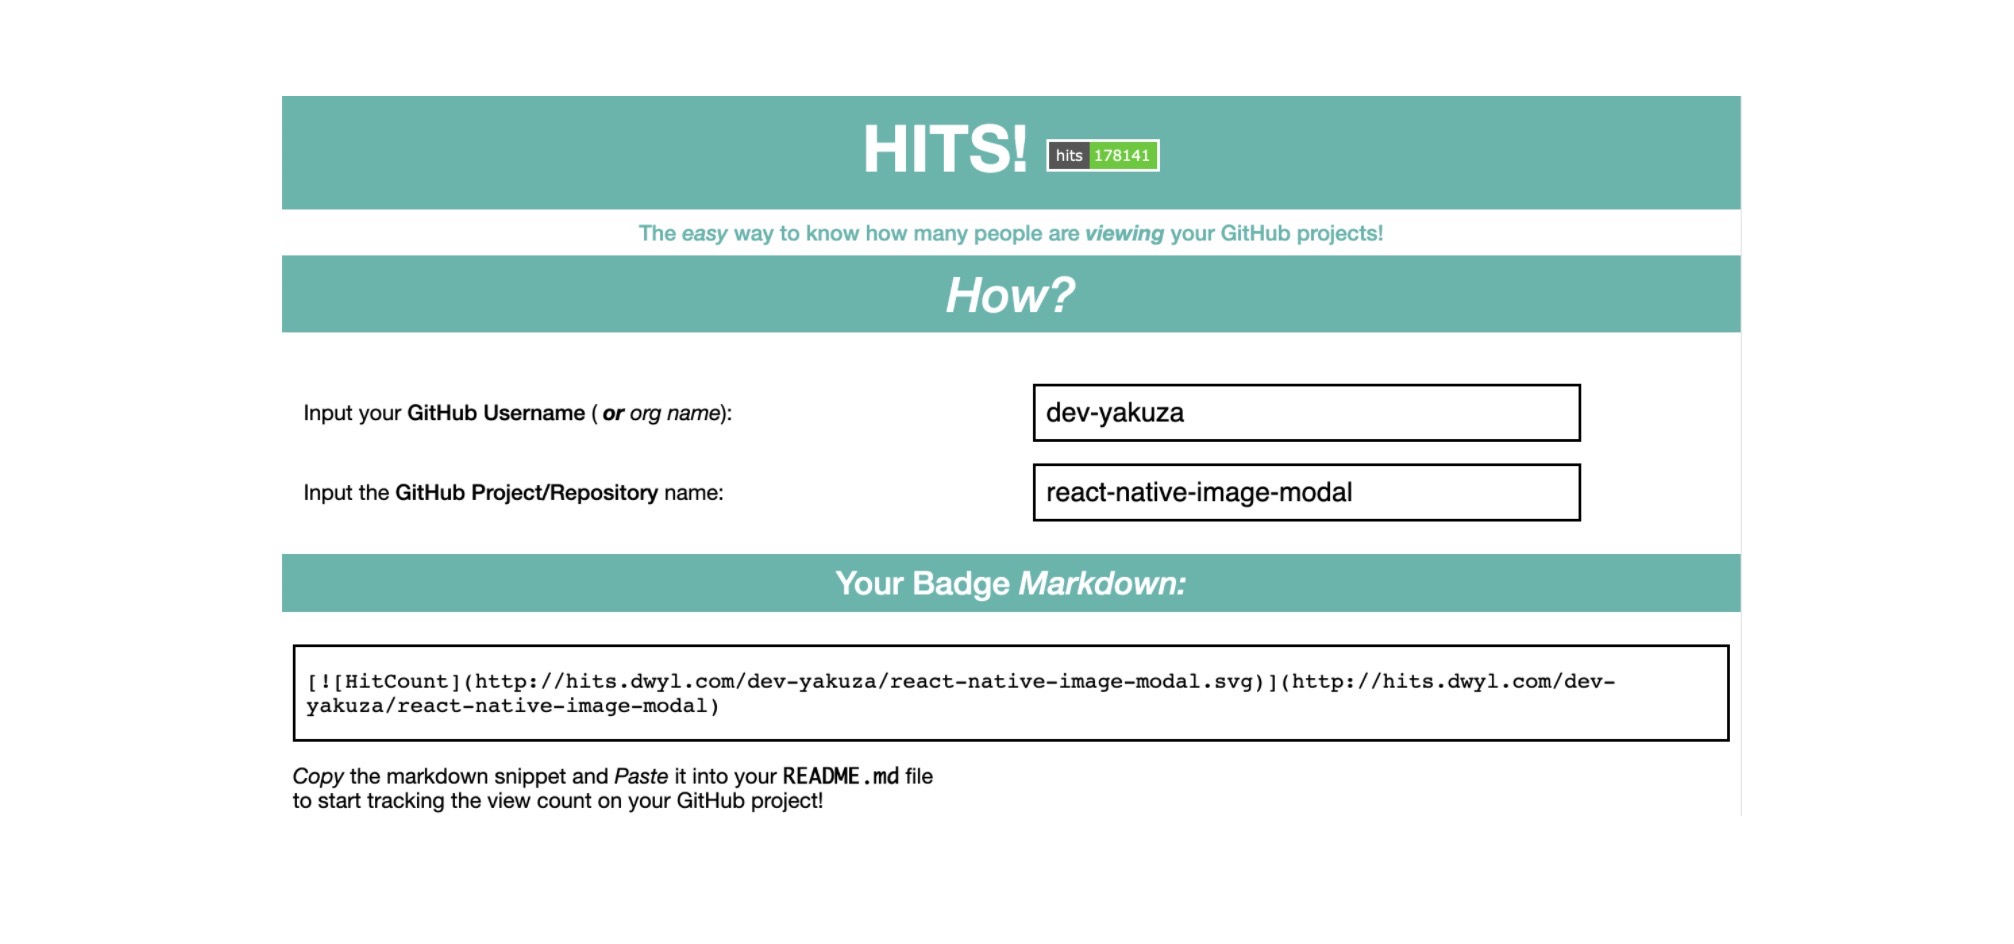 HITS! hits 178141
The easy way to know how many people are viewing your GitHub projects!
How?
Input your GitHub Username ( or org name): dev-yakuza
Input the GitHub Project/Repository name: react-native-image-modal
Your Badge Markdown:
[![HitCount](http://hits.dwyl.com/dev-yakuza/react-native-image-modal.svg)](http://hits.dwyl.com/dev-
yakuza/react-native-image-modal)
Copy the markdown snippet and Paste it into your README.md file
to start tracking the view count on your GitHub project!